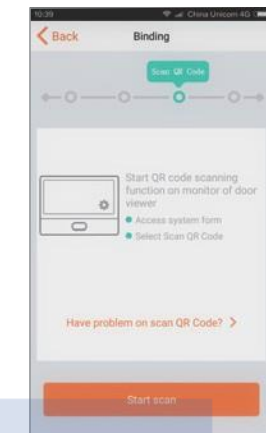 10:39 China Unicom 4G
Back Binding
Scan QR Code
Start QR code scanning
function on monitor of door
viewer
Access system form
Select Scan QR Code
Have problem on scan QR Code? >
Start scan